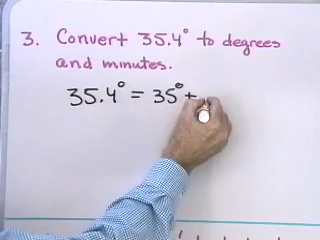 3. Convert 35.4° to degrees
and minutes.
35.4° = 35° +